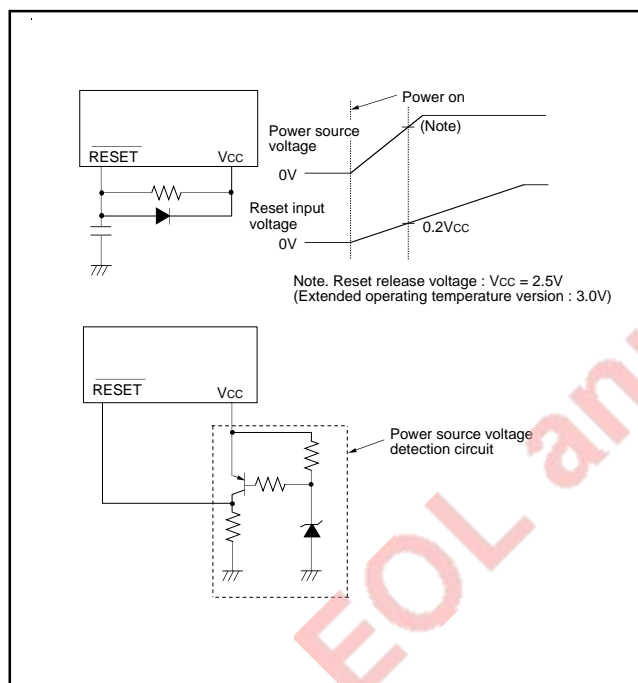 Power on
(Note)
Power source
voltage
0V
RESET
Vcc
Reset input
voltage
0V
0.2Vcc
Note. Reset release voltage : Vcc = 2.5V
(Extended operating temperature version : 3.0V)
RESET
Vcc
Power source voltage
detection circuit
EOL ann